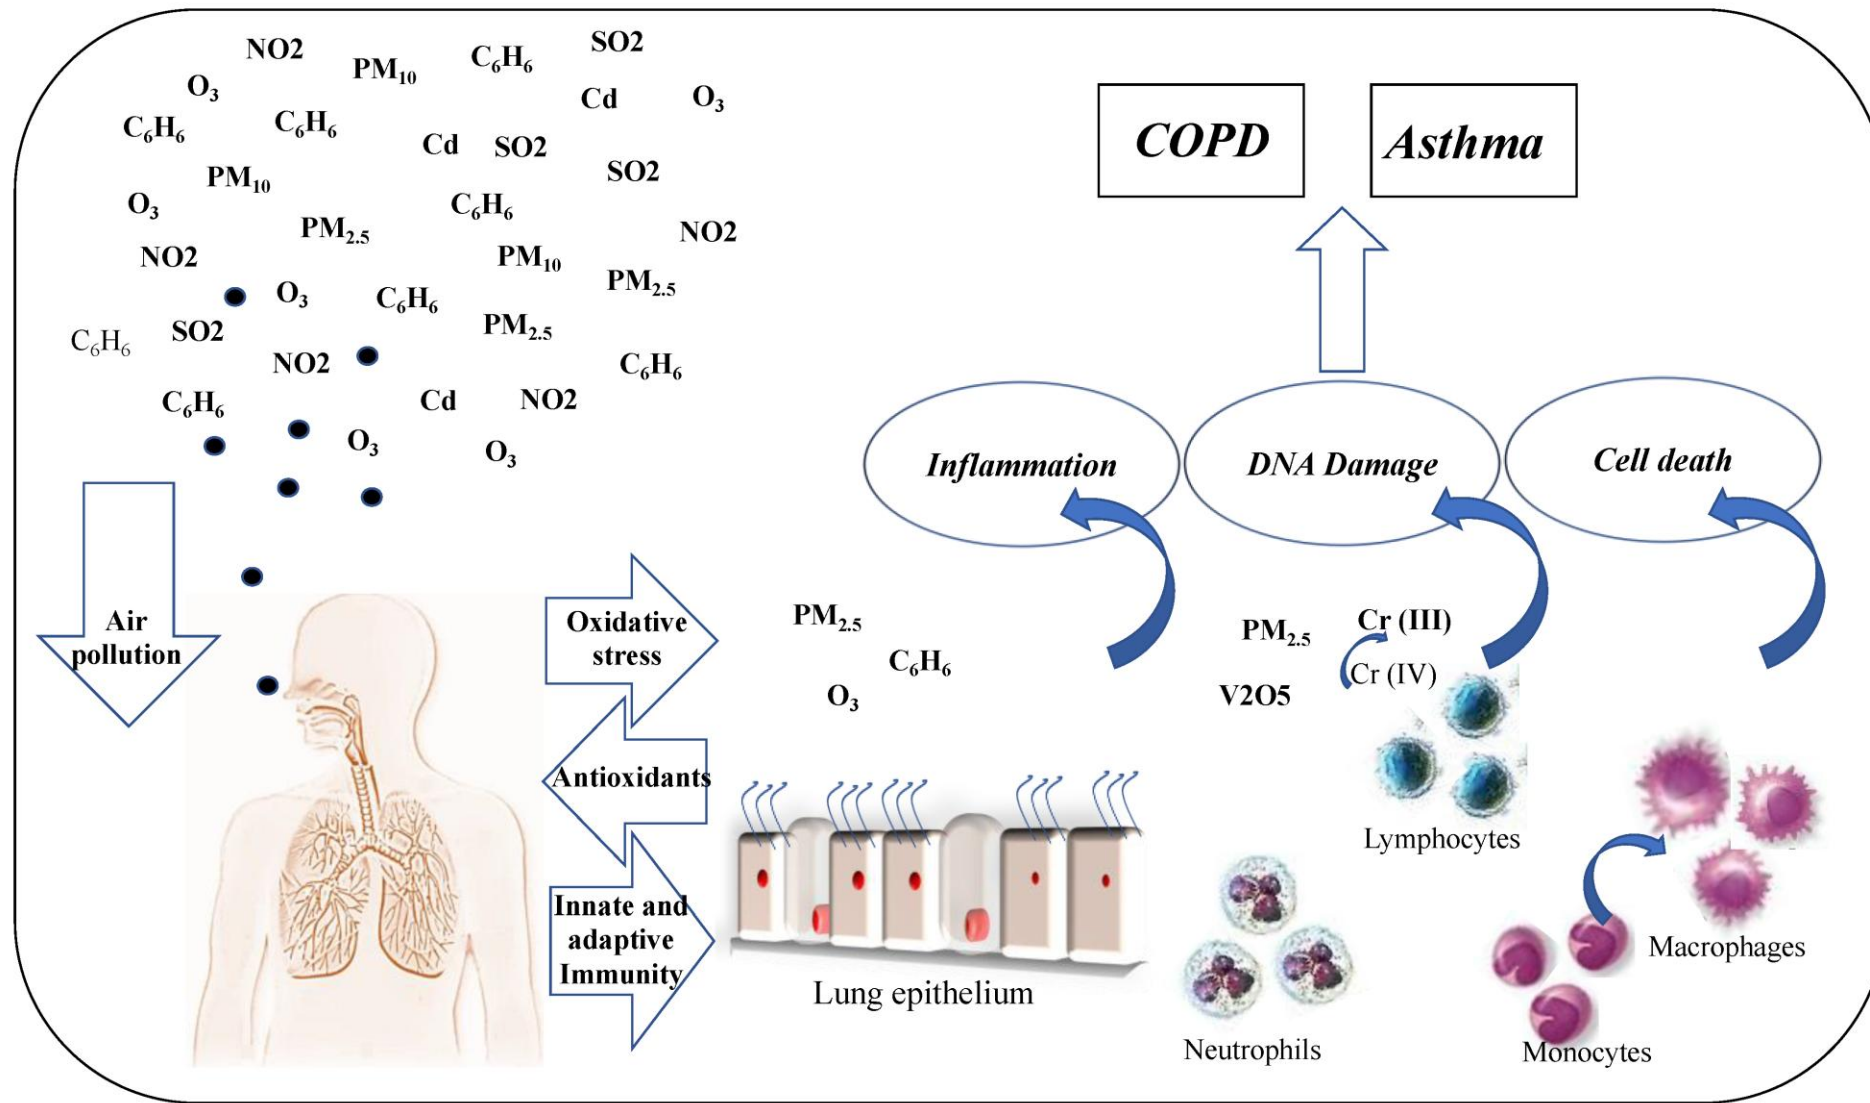 NO2
PM₁₀
C₆H₆
SO2
O₃
Cd
O₃
C₆H₆
C₆H₆
Cd
SO2
SO2
PM₁₀
O₃
C₆H₆
PM₂.₅
NO2
NO2
PM₁₀
PM₂.₅
O₃
C₆H₆
PM₂.₅
C₆H₆
SO2
NO2
C₆H₆
C₆H₆
Cd
NO2
O₃
O₃
COPD
Asthma
Inflammation
DNA Damage
Cell death
Air
pollution
Oxidative
stress
Antioxidants
Innate and
adaptive
Immunity
PM₂.₅
C₆H₆
O₃
PM₂.₅
Cr (III)
Cr (IV)
V2O5
Lung epithelium
Lymphocytes
Neutrophils
Macrophages
Monocytes